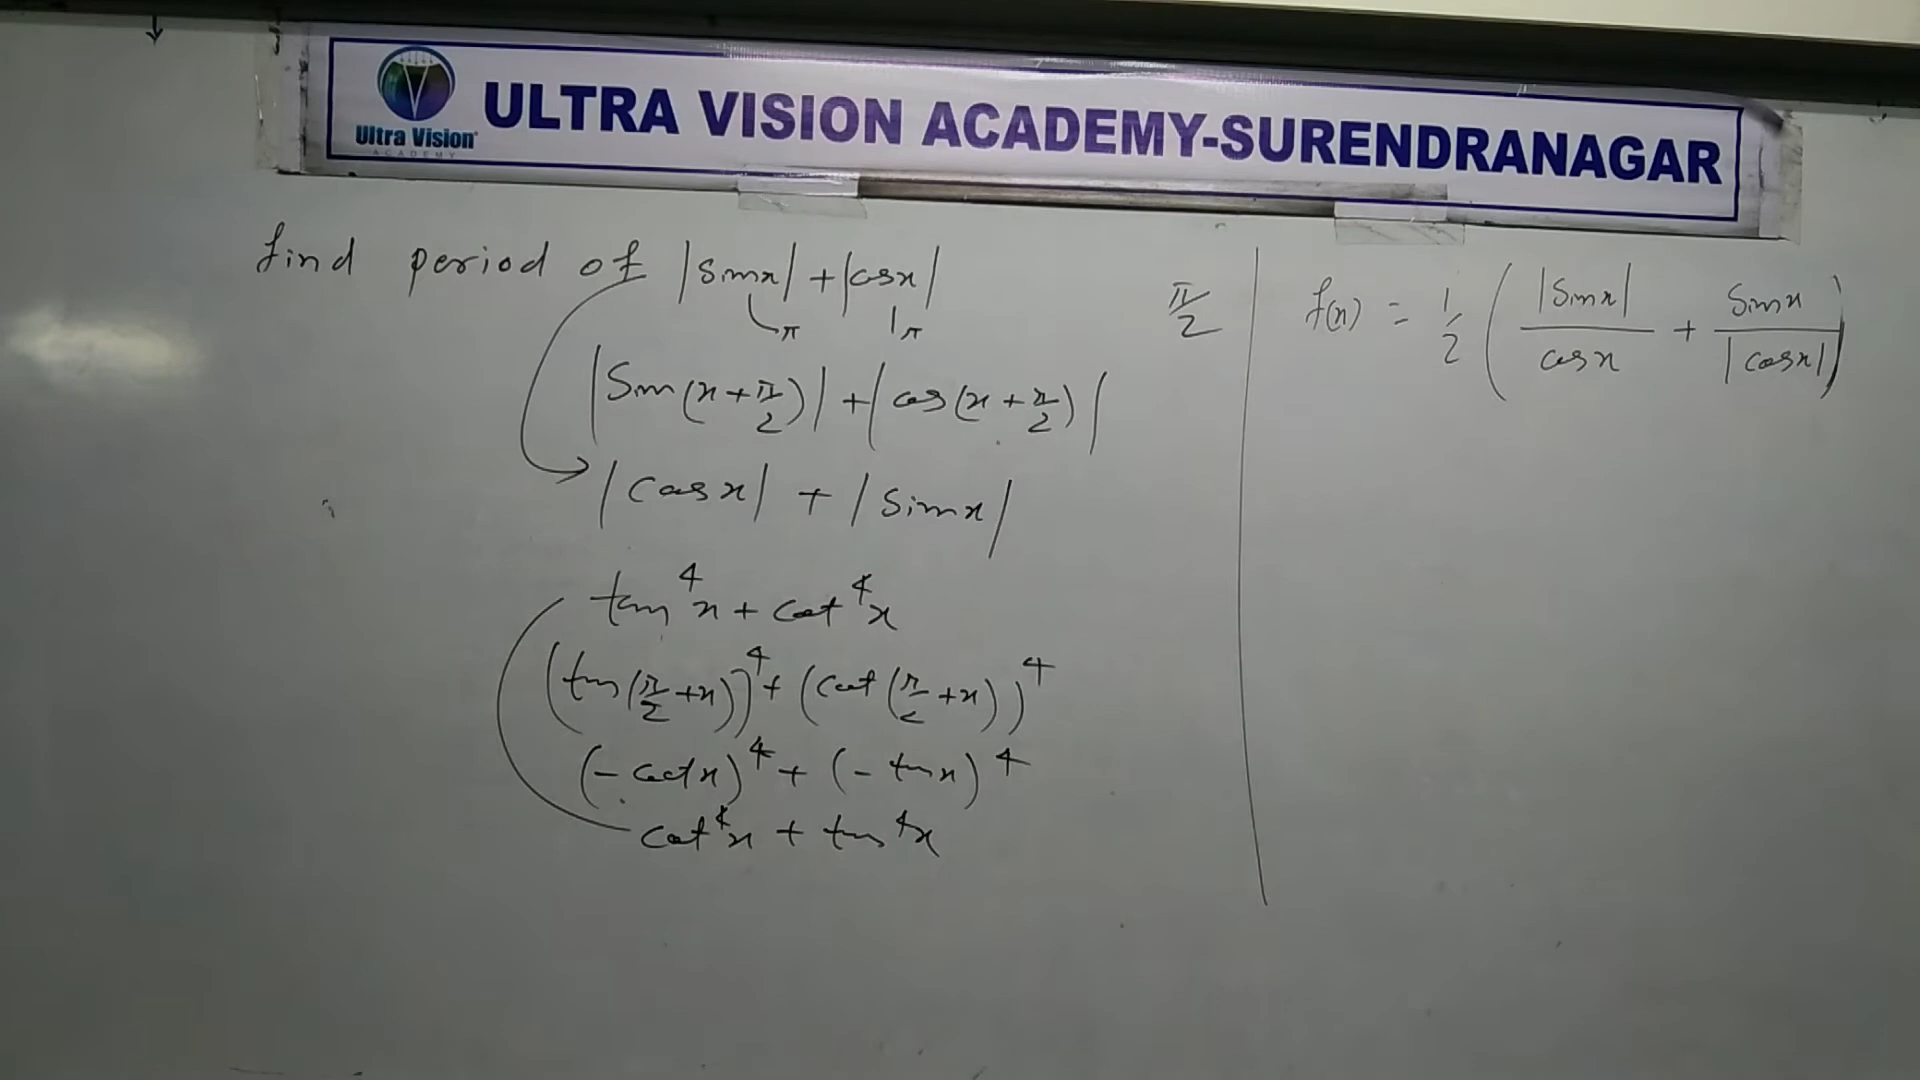 Ultra Vision
ACADEMY
ULTRA VISION ACADEMY-SURENDRANAGAR
find period of |sinx| + |cosx|
π π
|Sin(x+π/2)| + |cos(x+π/2)|
|cosx| + |sinx|
tan⁴x + cot⁴x
(tan(π/2+x))⁴ + (cot(π/2+x))⁴
(-cotx)⁴ + (-tanx)⁴
cot⁴x + tan⁴x
π/2
f(x) = 1/2 (|Sinx|/cosx + Sinx/|cosx|)